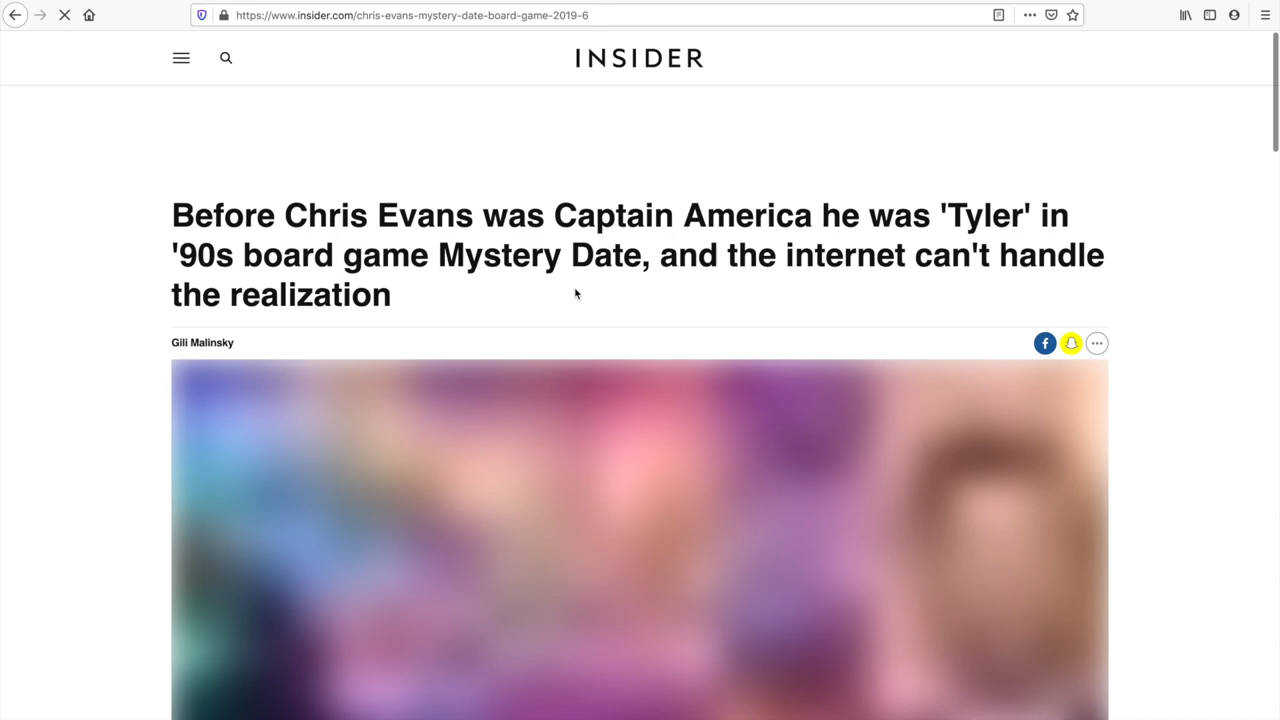 https://www.insider.com/chris-evans-mystery-date-board-game-2019-6
INSIDER
Before Chris Evans was Captain America he was 'Tyler' in
'90s board game Mystery Date, and the internet can't handle
the realization
Gili Malinsky